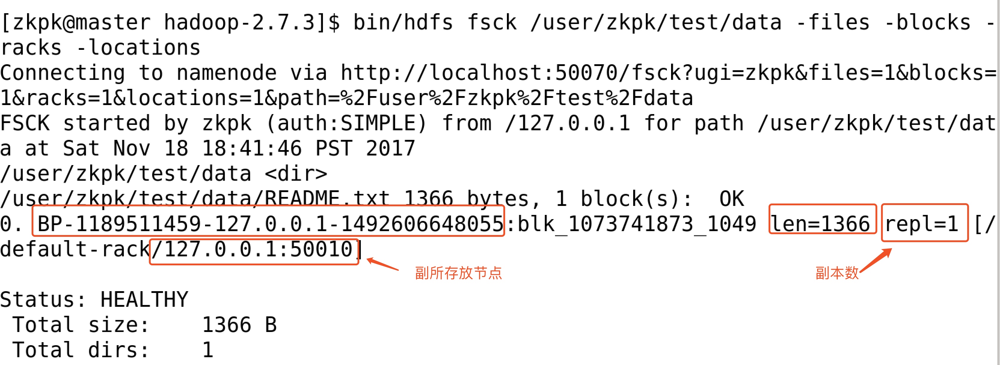 [zkpk@master hadoop-2.7.3]$ bin/hdfs fsck /user/zkpk/test/data -files -blocks -
racks -locations
Connecting to namenode via http://localhost:50070/fsck?ugi=zkpk&files=1&blocks=
1&racks=1&locations=1&path=%2Fuser%2Fzkpk%2Ftest%2Fdata
FSCK started by zkpk (auth:SIMPLE) from /127.0.0.1 for path /user/zkpk/test/dat
a at Sat Nov 18 18:41:46 PST 2017
/user/zkpk/test/data <dir>
/user/zkpk/test/data/README.txt 1366 bytes, 1 block(s):  OK
0. BP-1189511459-127.0.0.1-1492606648055:blk_1073741873_1049 len=1366 repl=1 [/
default-rack/127.0.0.1:50010]
副所存放节点
副本数
Status: HEALTHY
 Total size:    1366 B
 Total dirs:    1